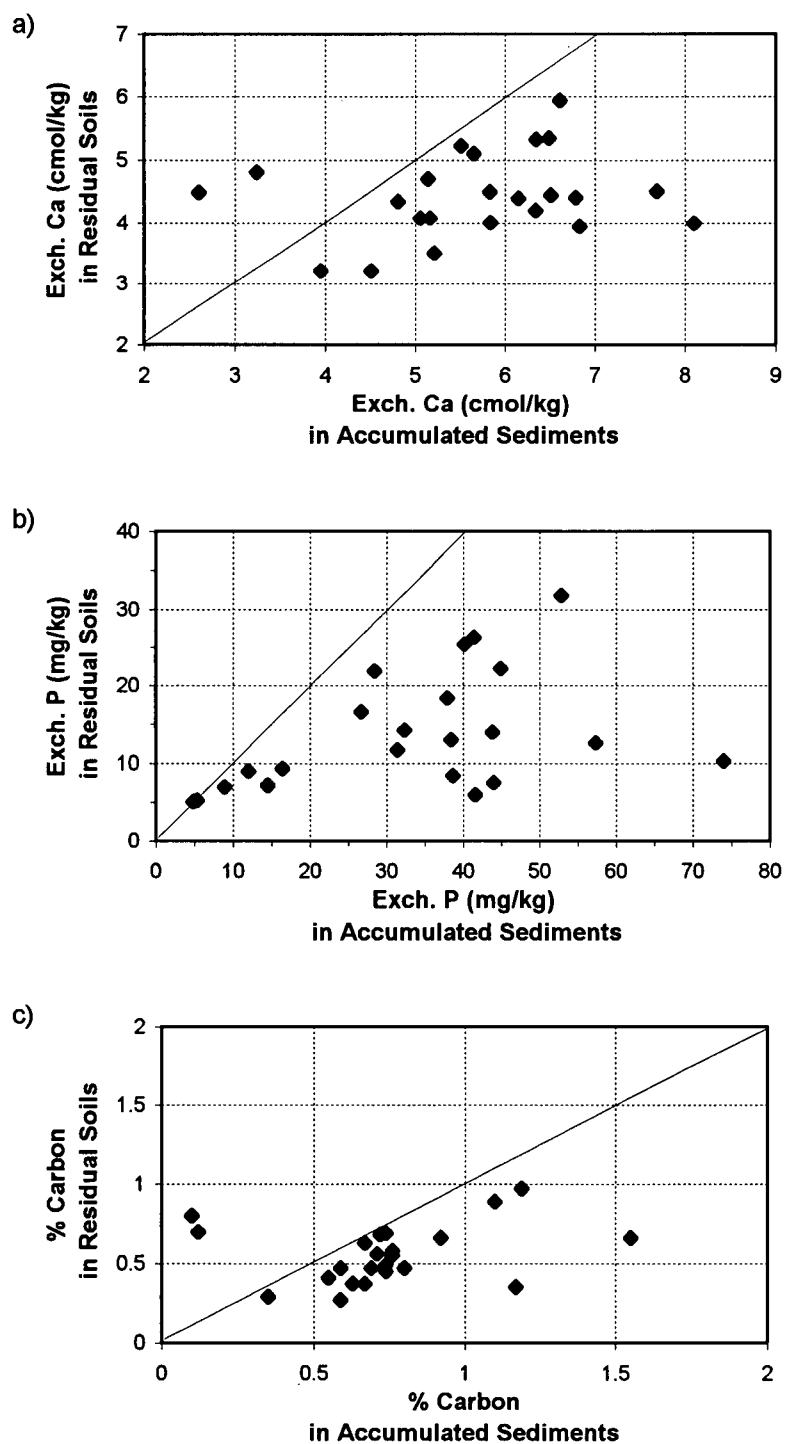 a)
Exch. Ca (cmol/kg)
in Residual Soils
7
6
5
4
3
2
2 3 4 5 6 7 8 9
Exch. Ca (cmol/kg)
in Accumulated Sediments
b)
Exch. P (mg/kg)
in Residual Soils
40
30
20
10
0
0 10 20 30 40 50 60 70 80
Exch. P (mg/kg)
in Accumulated Sediments
c)
% Carbon
in Residual Soils
2
1.5
1
0.5
0
0 0.5 1 1.5 2
% Carbon
in Accumulated Sediments